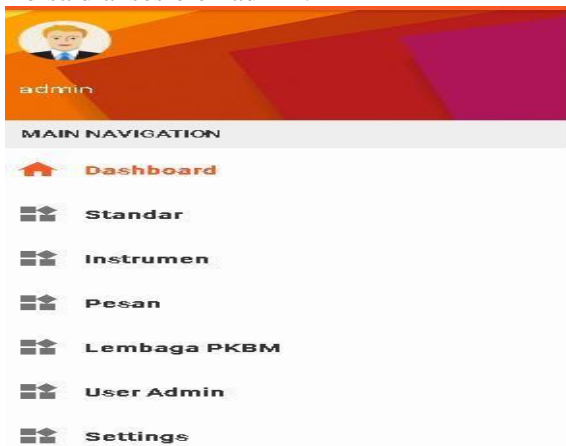 admin
MAIN NAVIGATION
Dashboard
Standar
Instrumen
Pesan
Lembaga PKBM
User Admin
Settings